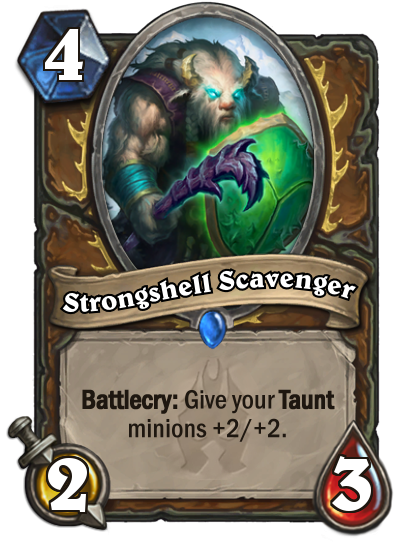 4
Strongshell Scavenger
Battlecry: Give your Taunt
minions +2/+2.
2
3